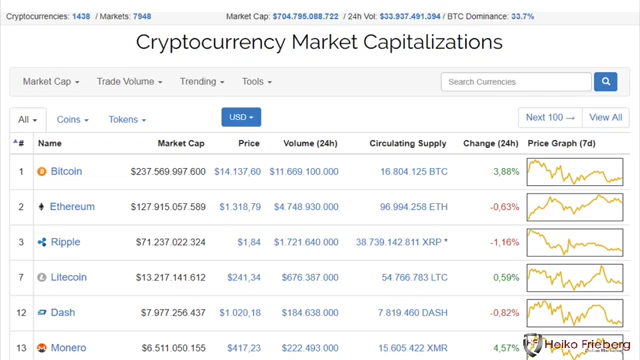 Cryptocurrencies: 1438 / Markets: 7948 Market Cap: $704.795.088.722 / 24h Vol: $33.937.491.394 / BTC Dominance: 33.7%
Cryptocurrency Market Capitalizations
Market Cap Trade Volume Trending Tools Search Currencies
All Coins Tokens USD Next 100 → View All
# Name Market Cap Price Volume (24h) Circulating Supply Change (24h) Price Graph (7d)
1 Bitcoin $237.569.997.600 $14.137,60 $11.669.100.000 16.804.125 BTC 3,88%
2 Ethereum $127.915.057.589 $1.318,79 $4.748.930.000 96.994.258 ETH -0,63%
3 Ripple $71.237.022.324 $1,84 $1.721.640.000 38.739.142.811 XRP * -1,16%
7 Litecoin $13.217.141.612 $241,34 $676.387.000 54.766.783 LTC 0,59%
12 Dash $7.977.256.437 $1 020,18 $184 638 000 7.819.460 DASH -0,82%
13 Monero $6.511.050.155 $417,23 $222.493.000 15.605.422 XMR 4,57%
Heiko Frieberg